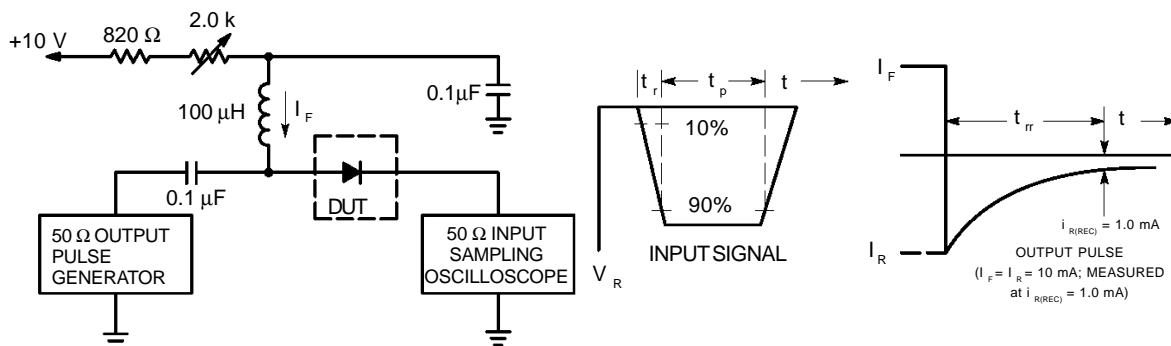 +10 V
820 Ω
2.0 k
100 μH
I F
0.1μF
0.1 μF
DUT
50 Ω OUTPUT
PULSE
GENERATOR
50 Ω INPUT
SAMPLING
OSCILLOSCOPE
t r
t p
t
10%
90%
V R
INPUT SIGNAL
I F
t rr
t
I R
i R(REC) = 1.0 mA
OUTPUT PULSE
(I F = I R = 10 mA; MEASURED
at i R(REC) = 1.0 mA)